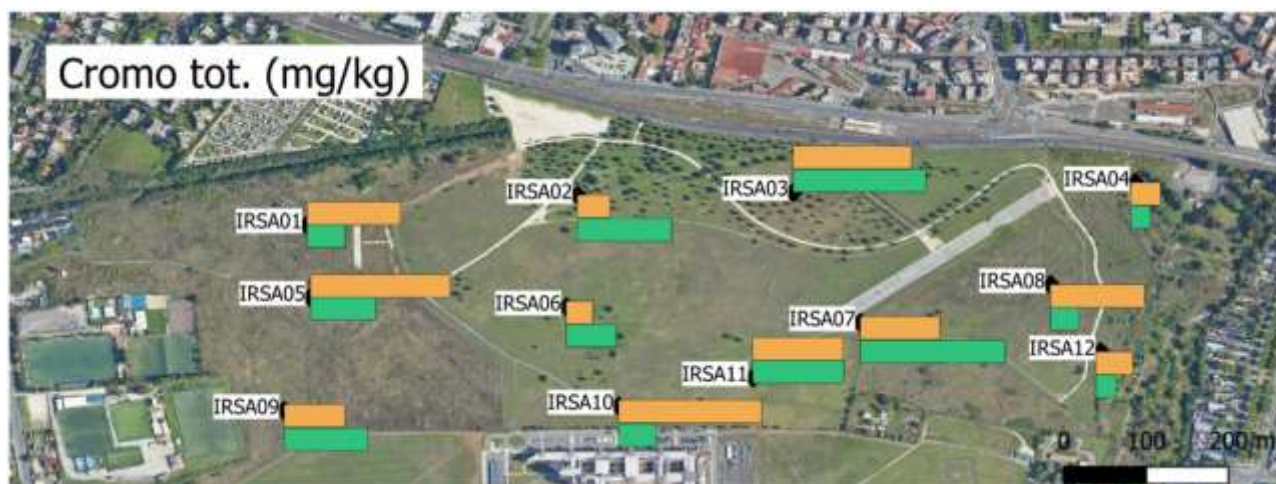 Cromo tot. (mg/kg)
IRSA01
IRSA02
IRSA03
IRSA04
IRSA05
IRSA06
IRSA07
IRSA08
IRSA09
IRSA10
IRSA11
IRSA12
0 100 200 m